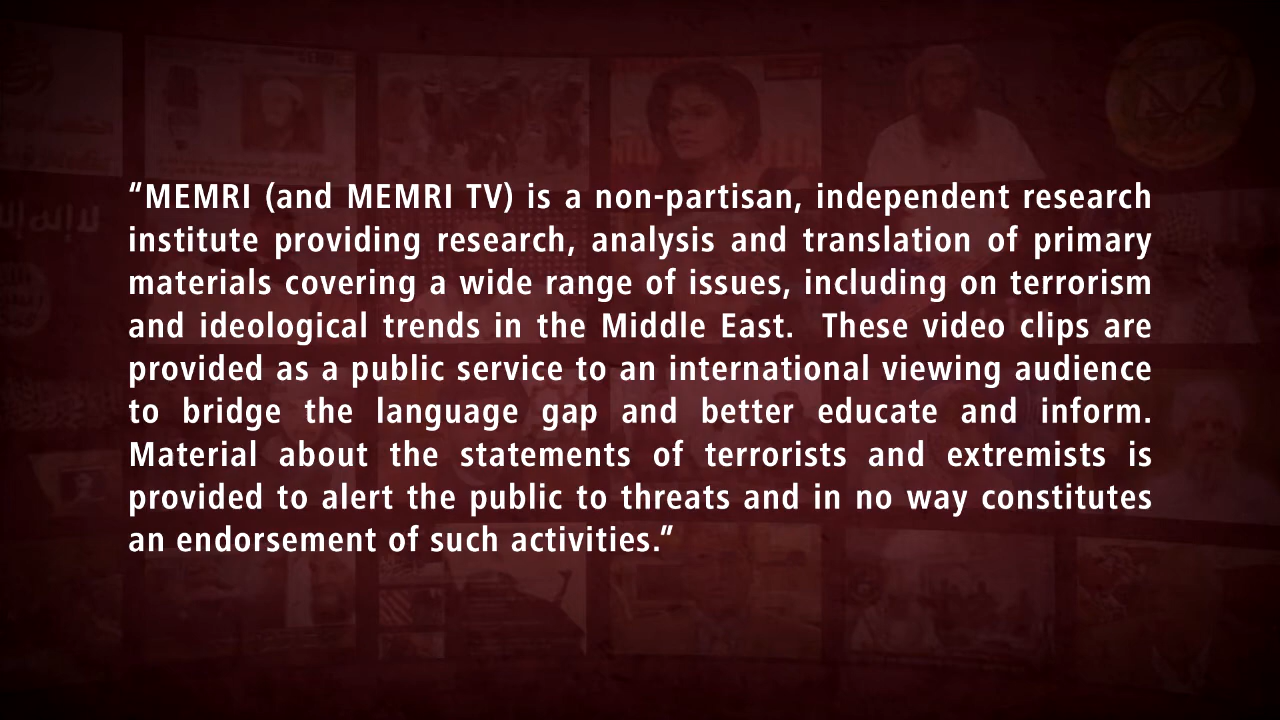 “MEMRI (and MEMRI TV) is a non-partisan, independent research
institute providing research, analysis and translation of primary
materials covering a wide range of issues, including on terrorism
and ideological trends in the Middle East. These video clips are
provided as a public service to an international viewing audience
to bridge the language gap and better educate and inform.
Material about the statements of terrorists and extremists is
provided to alert the public to threats and in no way constitutes
an endorsement of such activities.”